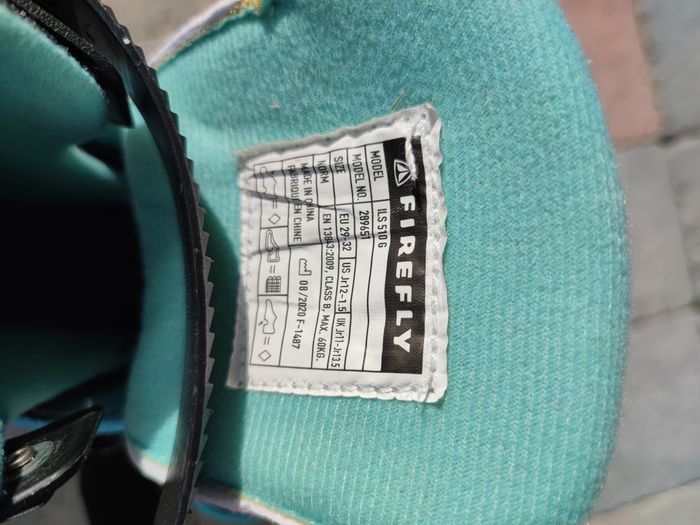 FIREFLY
MODEL ILS 510 G
MODEL NO. 289651
SIZE EU 29-32 US Jr12-1.5 UK Jr11-Jr13.5
NORM EN 13843:2009, CLASS B, MAX. 60KG.
MADE IN CHINA
FABRIQUÉ EN CHINE
08/2020 F-1487